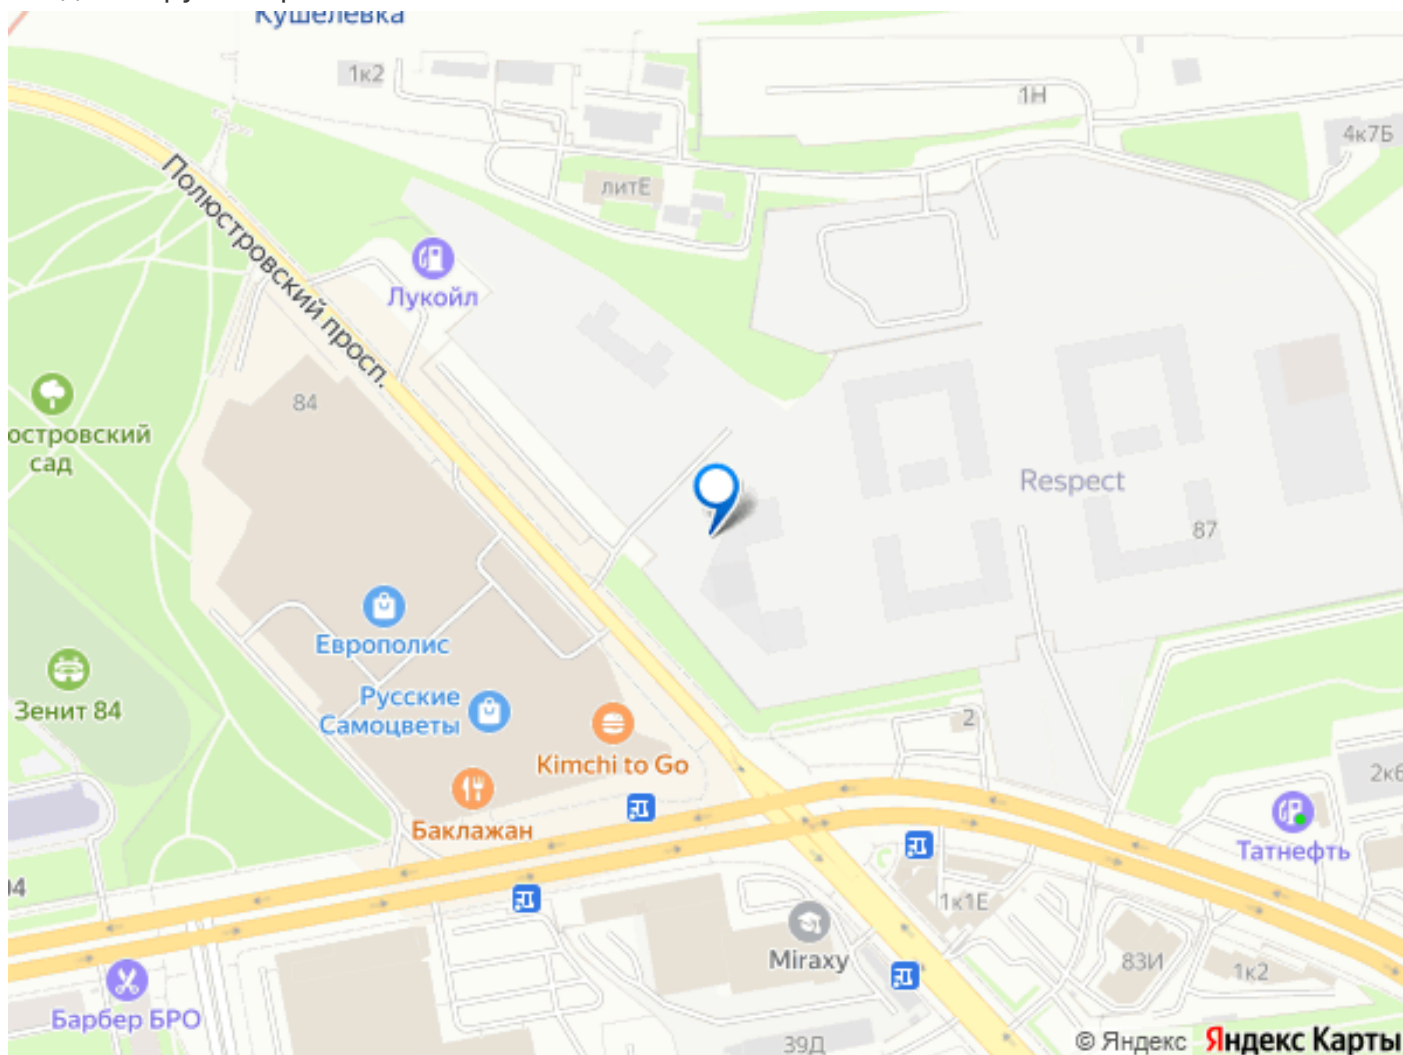 Кушелевка
1к2
1Н
4к7Б
литЕ
Полюстровский просп.
Лукойл
84
островский
сад
Respect
87
Европолис
Зенит 84
Русские
Самоцветы
Kimchi to Go
2
2к6
Баклажан
Татнефть
04
1к1Е
Miraxy
83И
1к2
Барбер БРО
39Д
© Яндекс Яндекс Карты